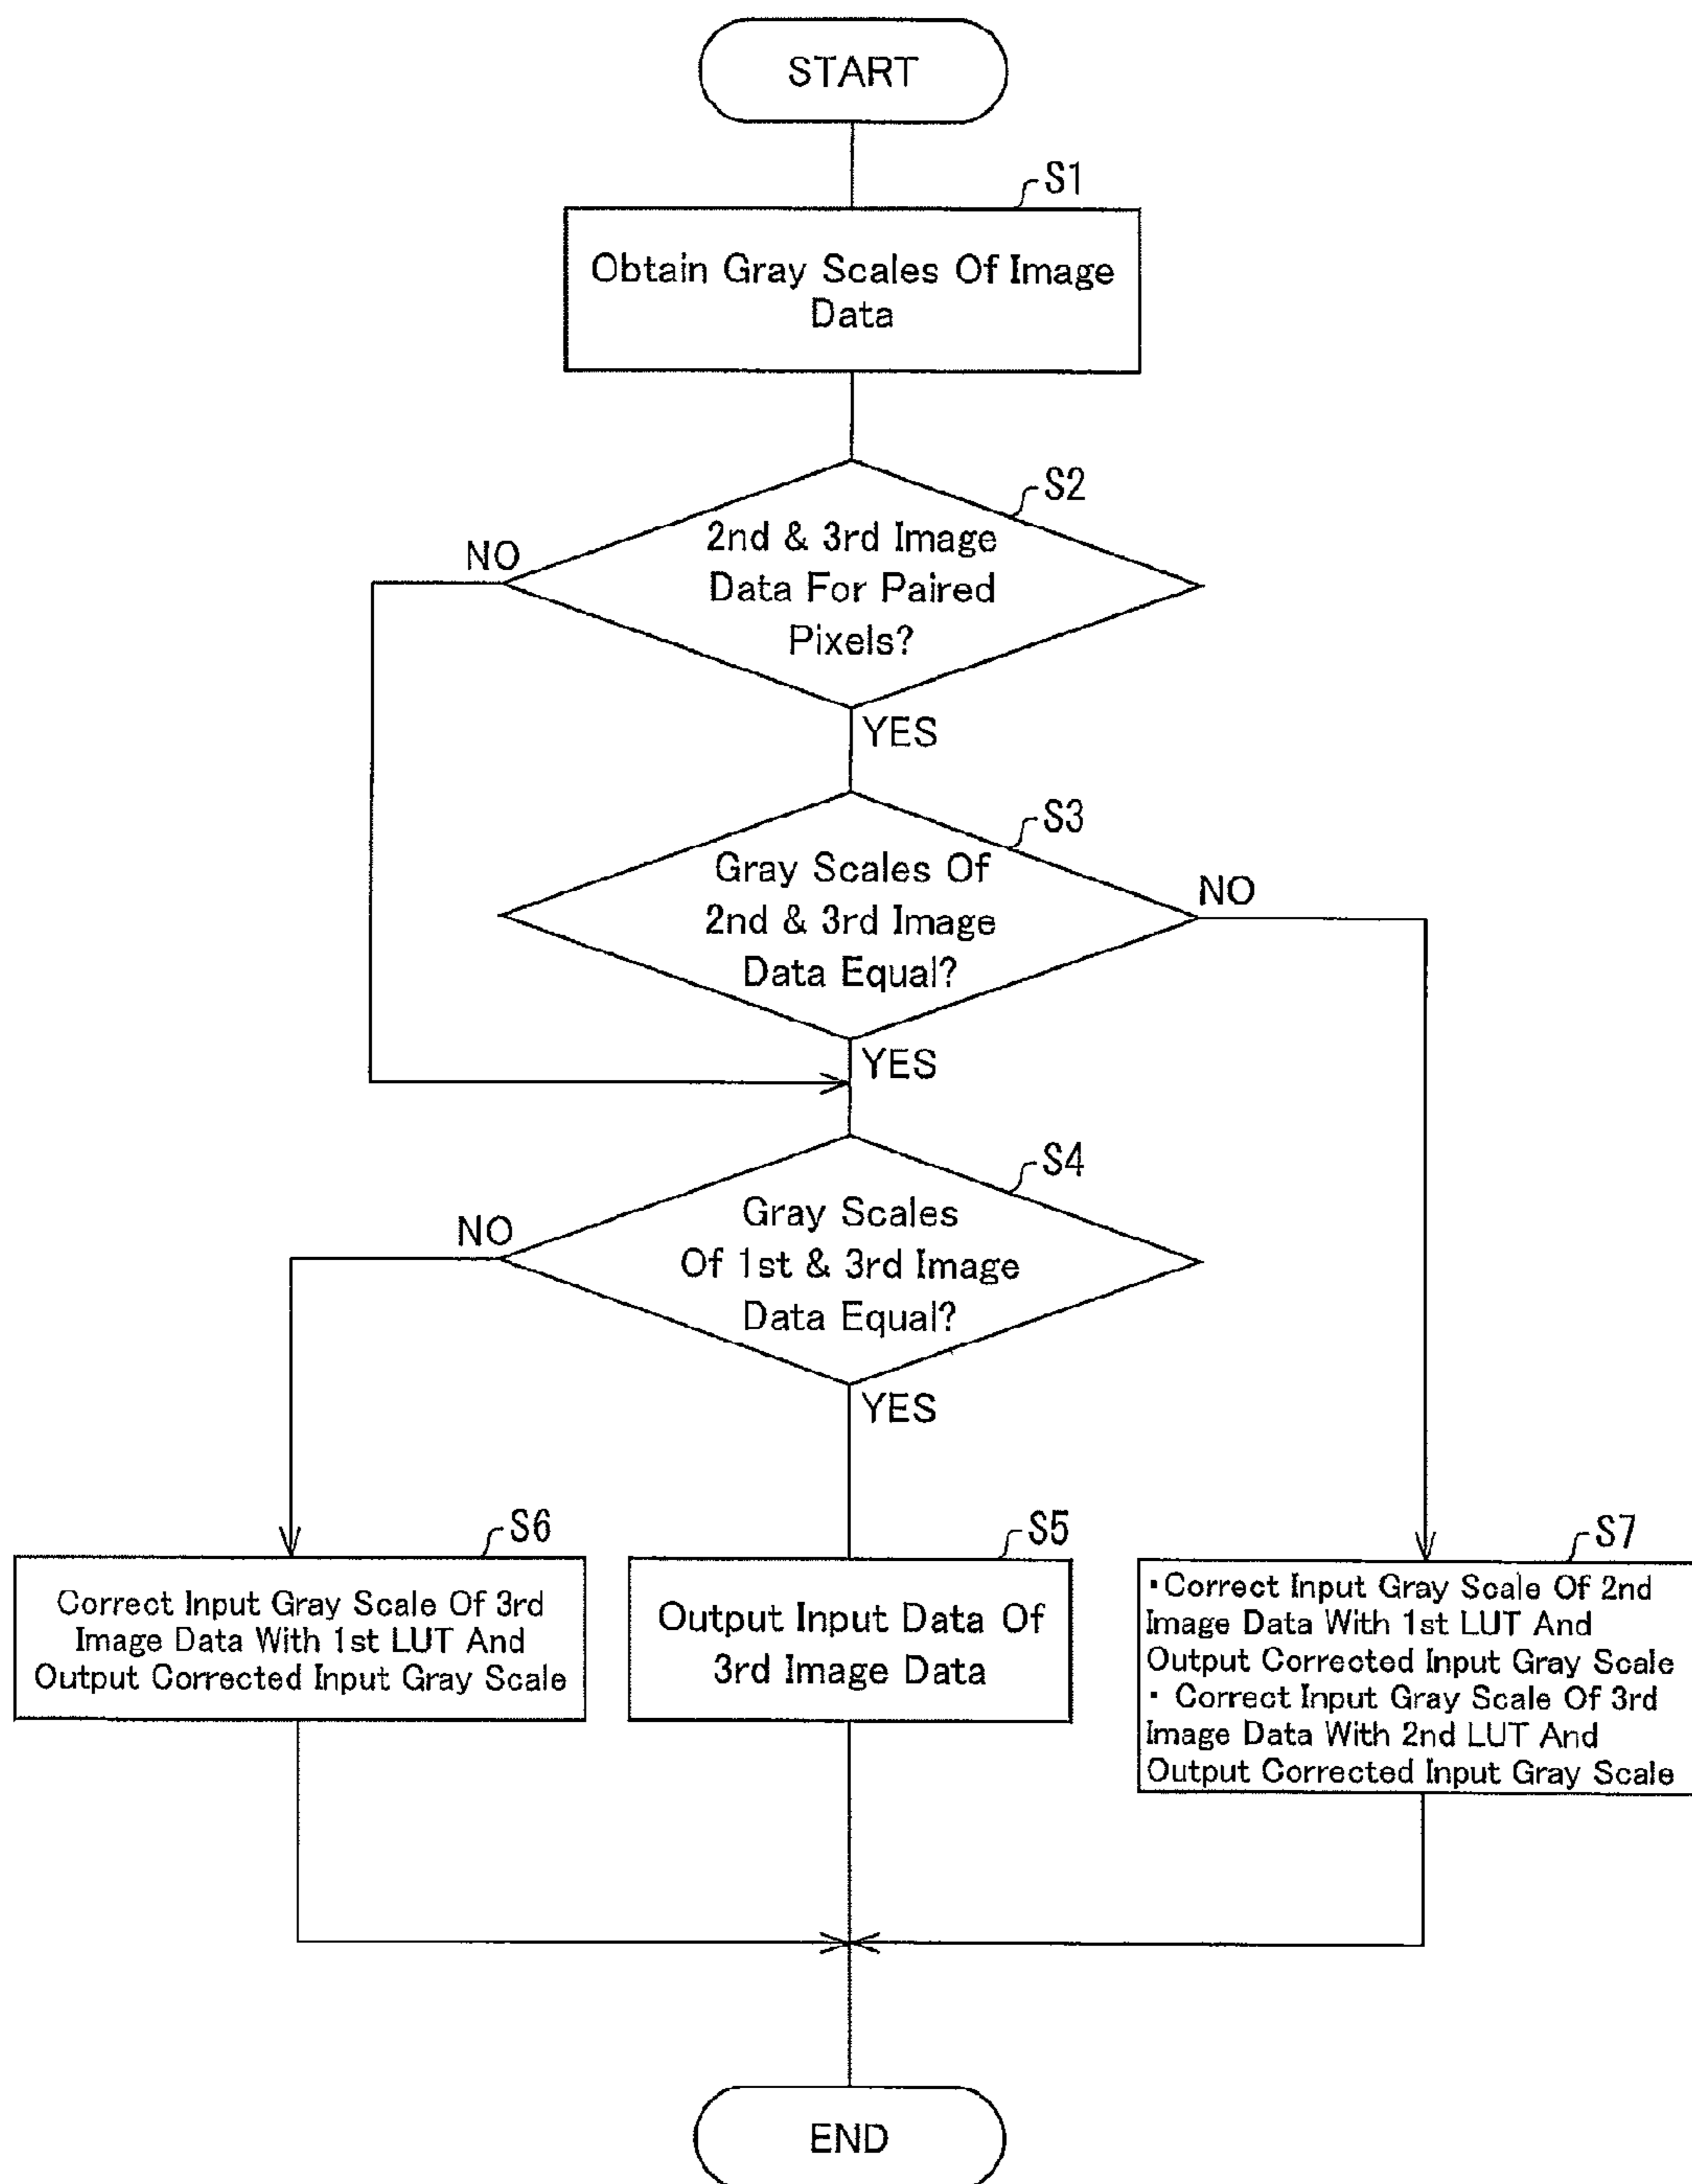 START
S1
Obtain Gray Scales Of Image
Data
S2
2nd & 3rd Image
Data For Paired
Pixels?
NO
YES
S3
Gray Scales Of
2nd & 3rd Image
Data Equal?
NO
YES
S4
Gray Scales
Of 1st & 3rd Image
Data Equal?
NO
YES
S6
Correct Input Gray Scale Of 3rd
Image Data With 1st LUT And
Output Corrected Input Gray Scale
S5
Output Input Data Of
3rd Image Data
S7
・Correct Input Gray Scale Of 2nd
Image Data With 1st LUT And
Output Corrected Input Gray Scale
・ Correct Input Gray Scale Of 3rd
Image Data With 2nd LUT And
Output Corrected Input Gray Scale
END